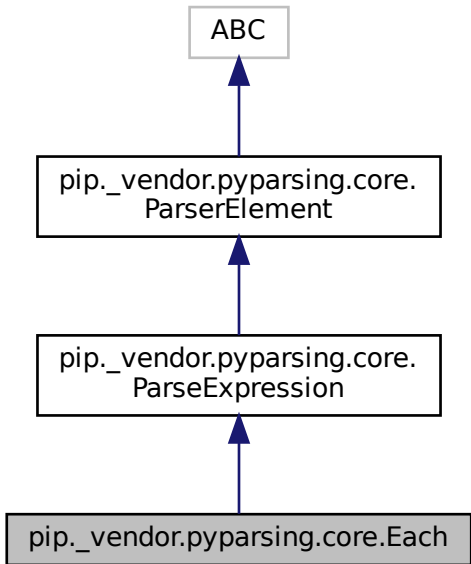 ABC
pip._vendor.pyparsing.core.
ParserElement
pip._vendor.pyparsing.core.
ParseExpression
pip._vendor.pyparsing.core.Each